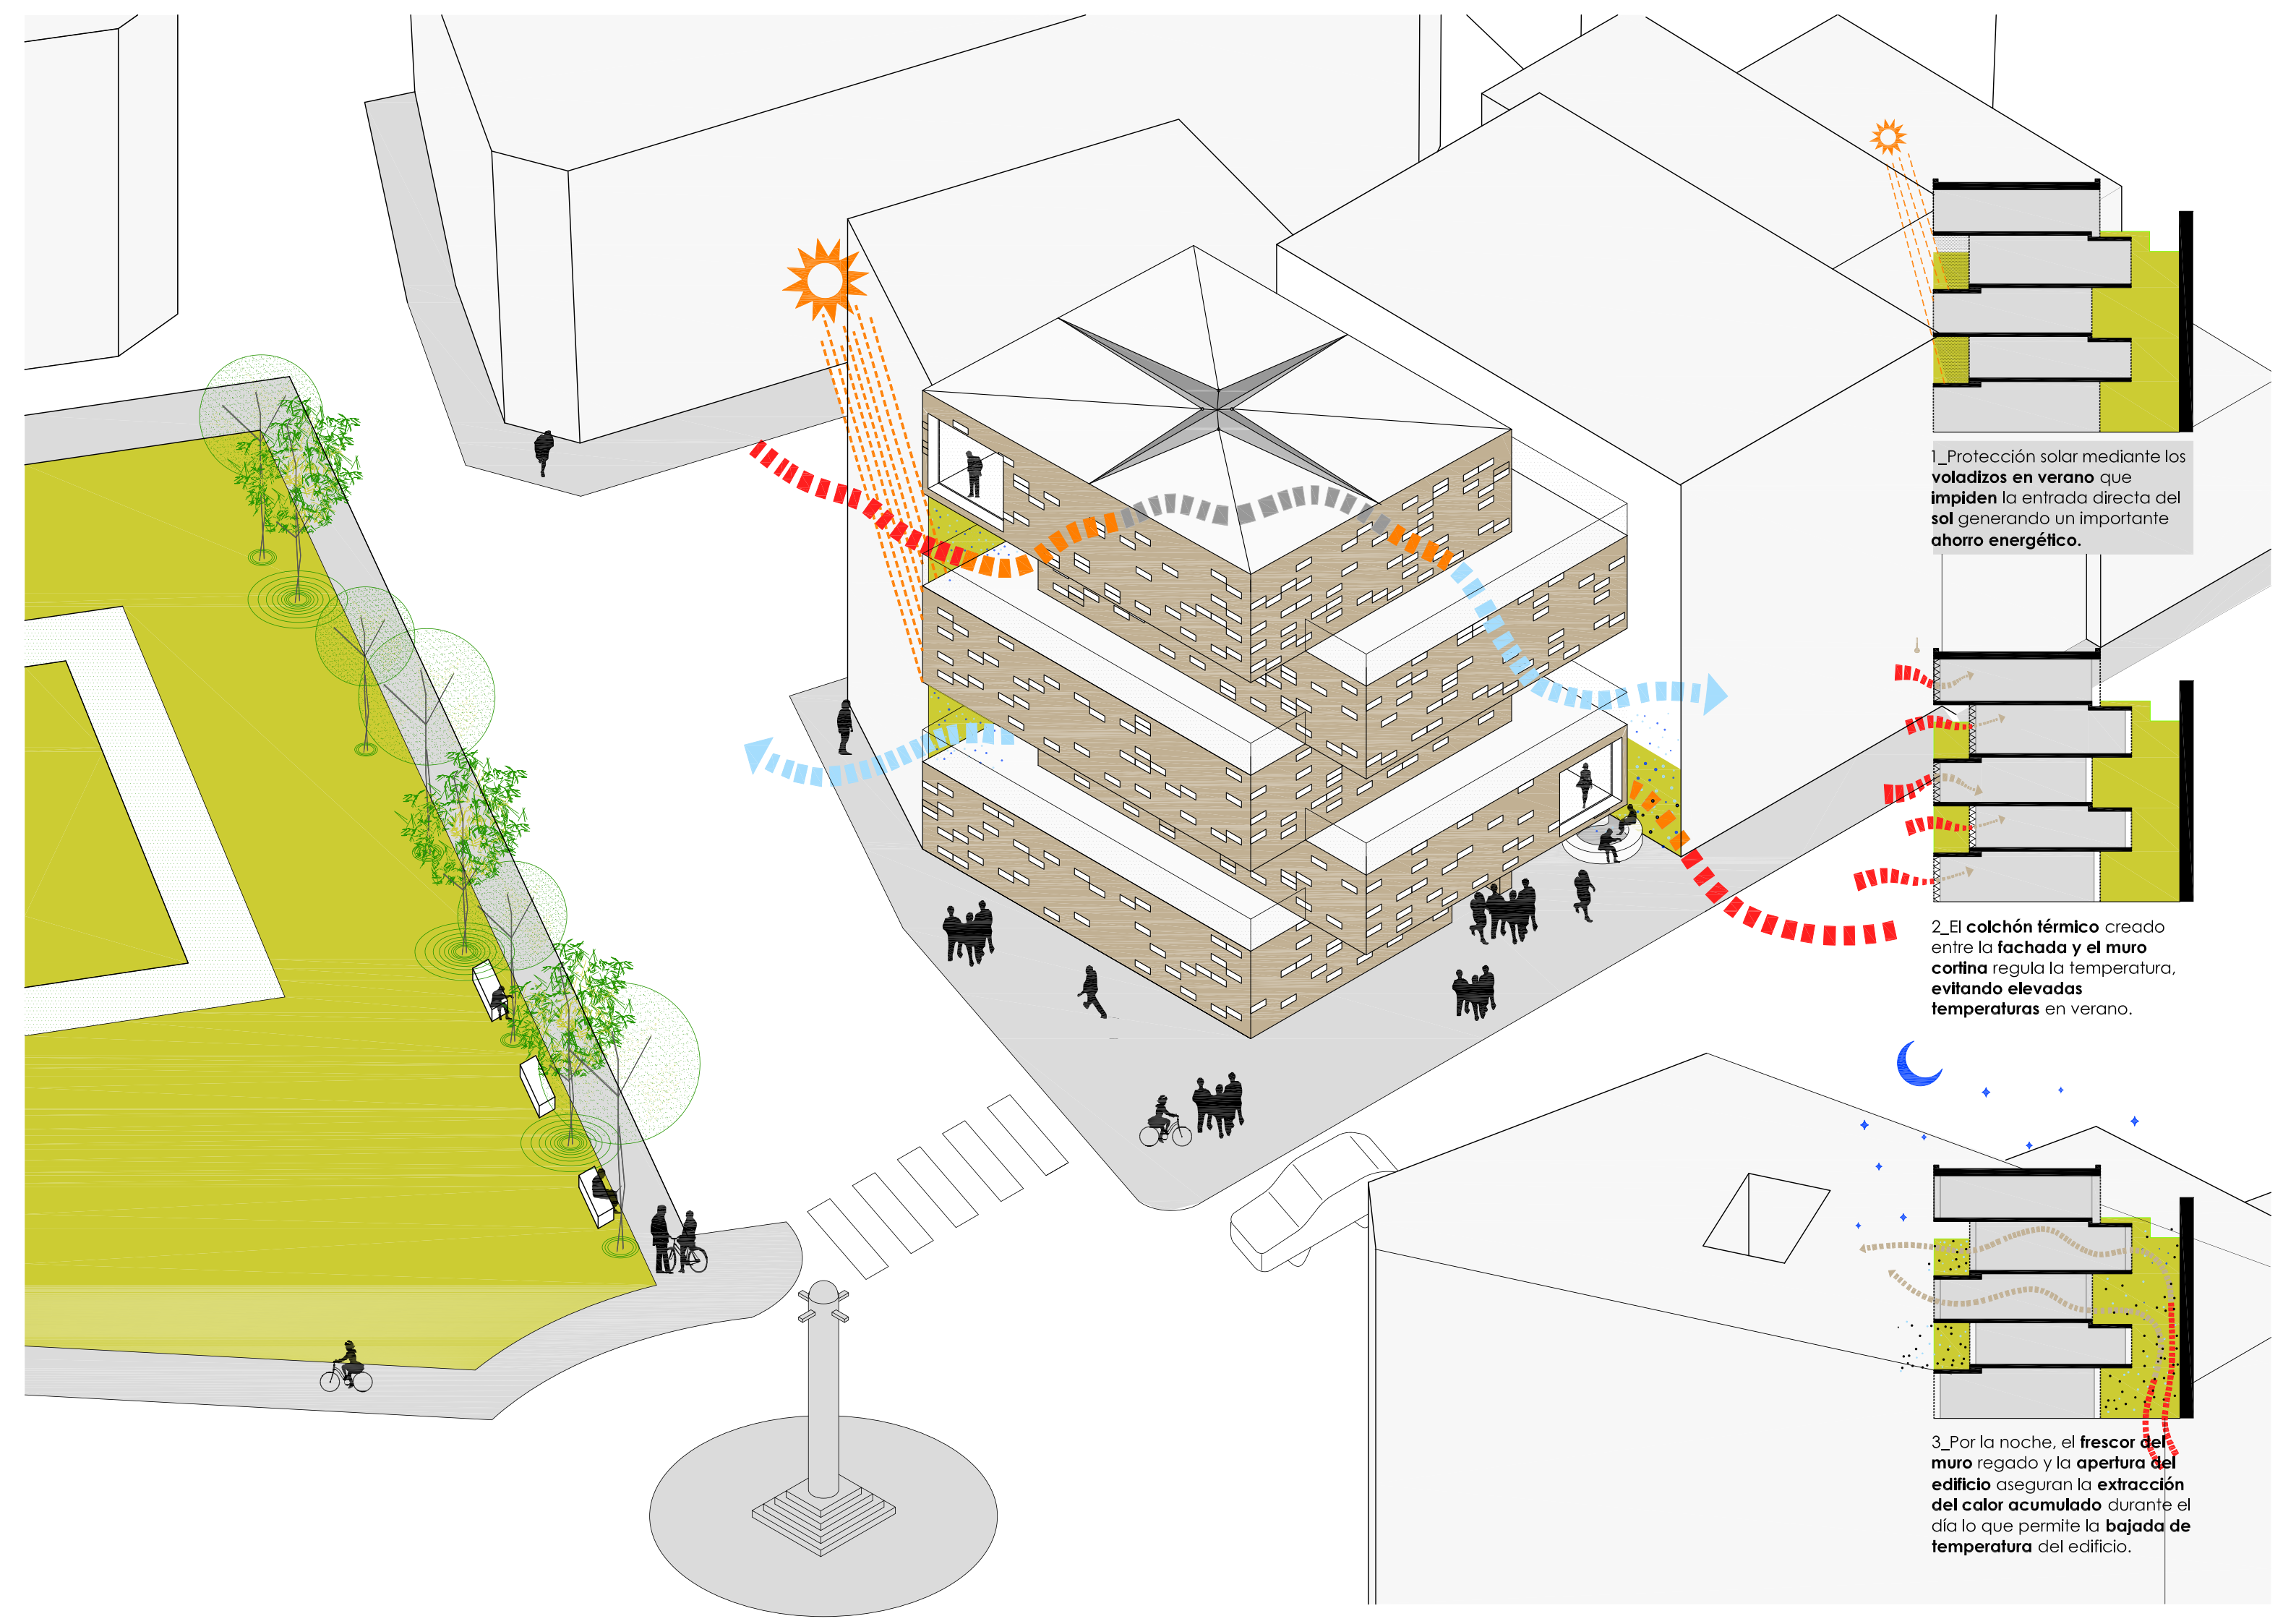 1_Protección solar mediante los
voladizos en verano que
impiden la entrada directa del
sol generando un importante
ahorro energético.
2_El colchón térmico creado
entre la fachada y el muro
cortina regula la temperatura,
evitando elevadas
temperaturas en verano.
3_Por la noche, el frescor del
muro regado y la apertura del
edificio aseguran la extracción
del calor acumulado durante el
día lo que permite la bajada de
temperatura del edificio.